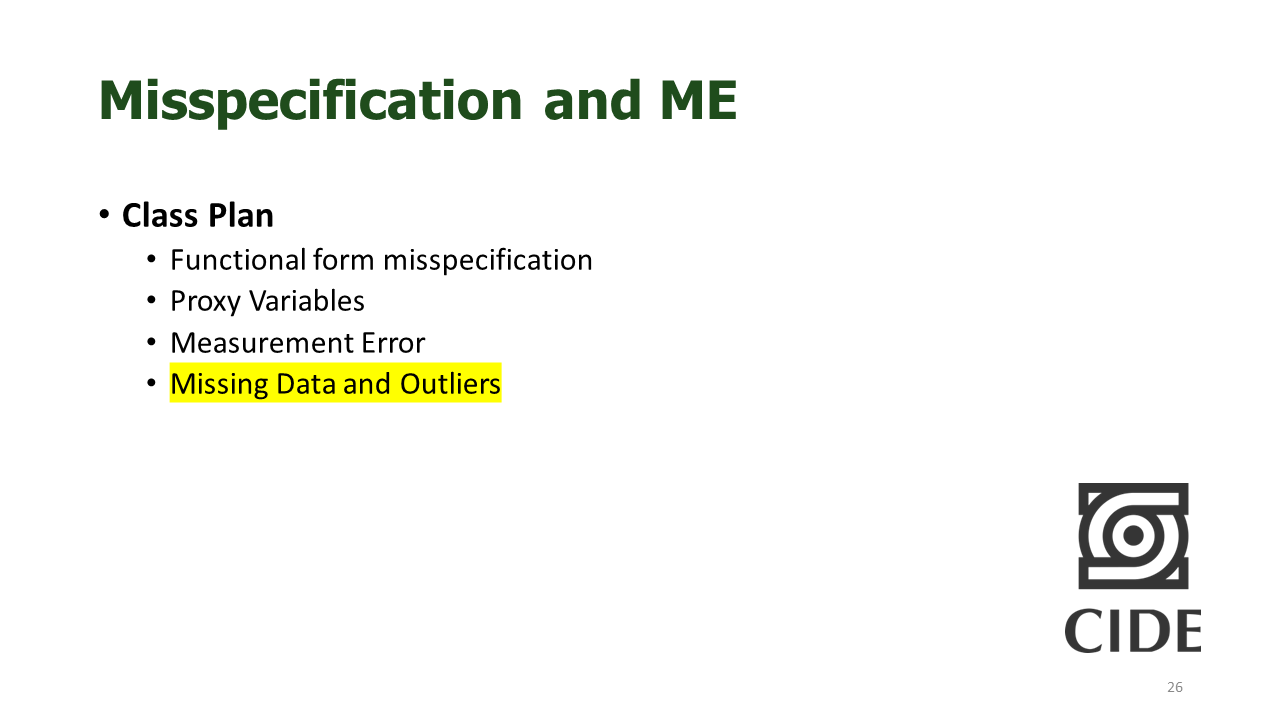 Misspecification and ME
• Class Plan
• Functional form misspecification
• Proxy Variables
• Measurement Error
• Missing Data and Outliers
CIDE
26